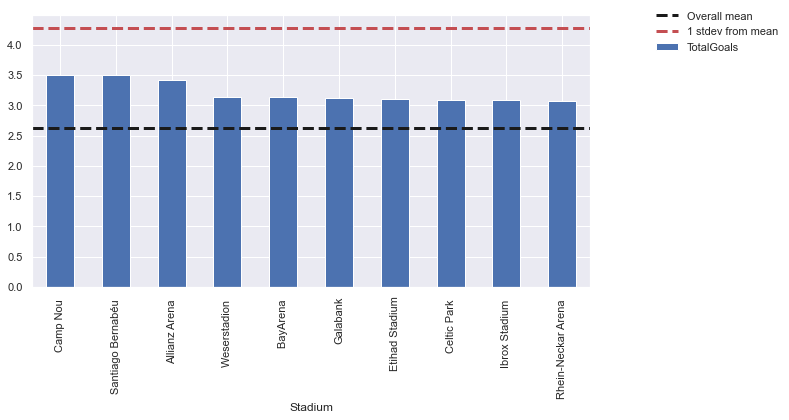 Overall mean
1 stdev from mean
TotalGoals
4.0
3.5
3.0
2.5
2.0
1.5
1.0
0.5
0.0
Camp Nou
Santiago Bernabéu
Allianz Arena
Weserstadion
BayArena
Galabank
Etihad Stadium
Celtic Park
Ibrox Stadium
Rhein-Neckar Arena
Stadium